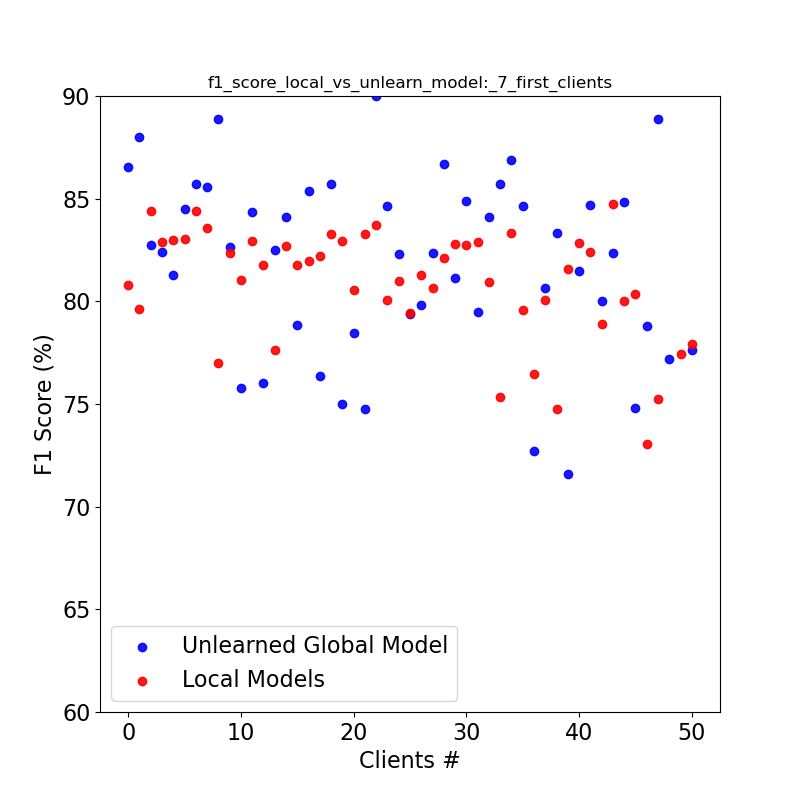 f1_score_local_vs_unlearn_model:_7_first_clients
90
85
80
75
70
65
60
F1 Score (%)
Unlearned Global Model
Local Models
0 10 20 30 40 50
Clients #